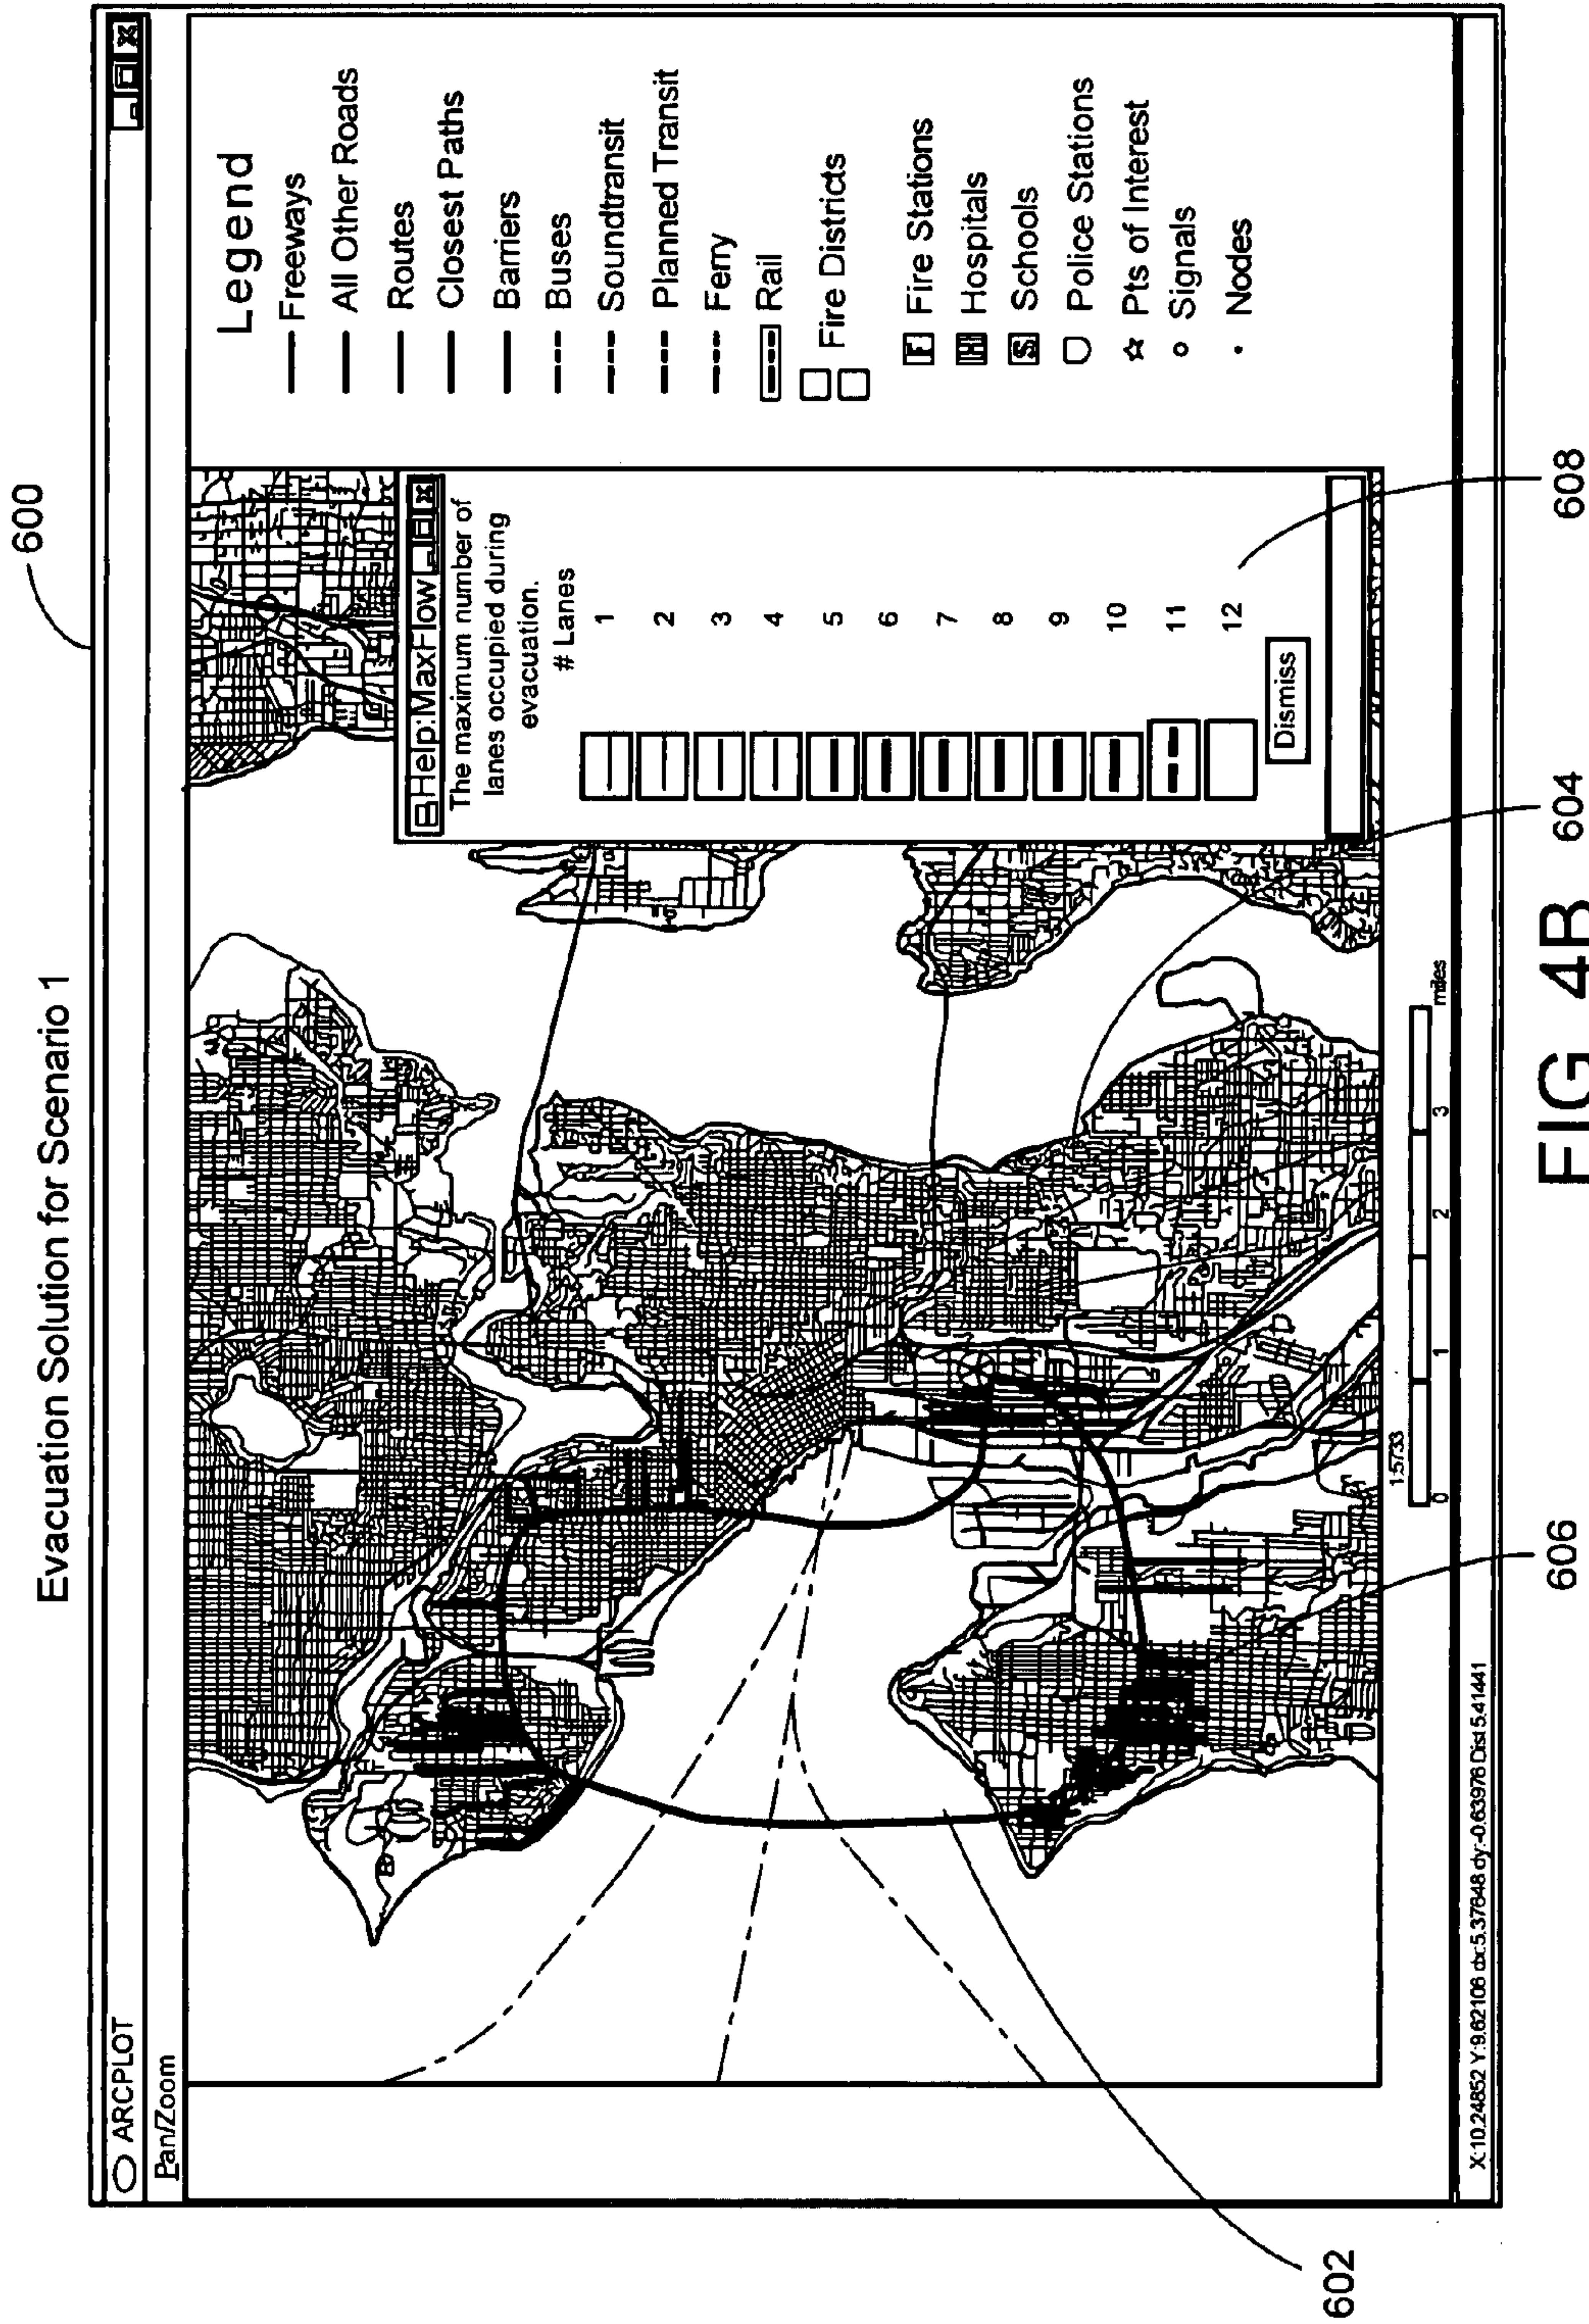 Evacuation Solution for Scenario 1
600
ARCPLOT
Pan/Zoom
Legend
Freeways
All Other Roads
Routes
Closest Paths
Barriers
Buses
Soundtransit
Planned Transit
Ferry
Rail
Fire Districts
F Fire Stations
H Hospitals
S Schools
Police Stations
Pts of Interest
Signals
Nodes
Help:MaxFlow
The maximum number of
lanes occupied during
evacuation.
# Lanes
1
2
3
4
5
6
7
8
9
10
11
12
Dismiss
1:5733
0 1 2 3 miles
X:10.24852 Y:9.62106 dx:5.37648 dy:-0.63976 Dist 5.41441
602
606
604
608
FIG. 4B